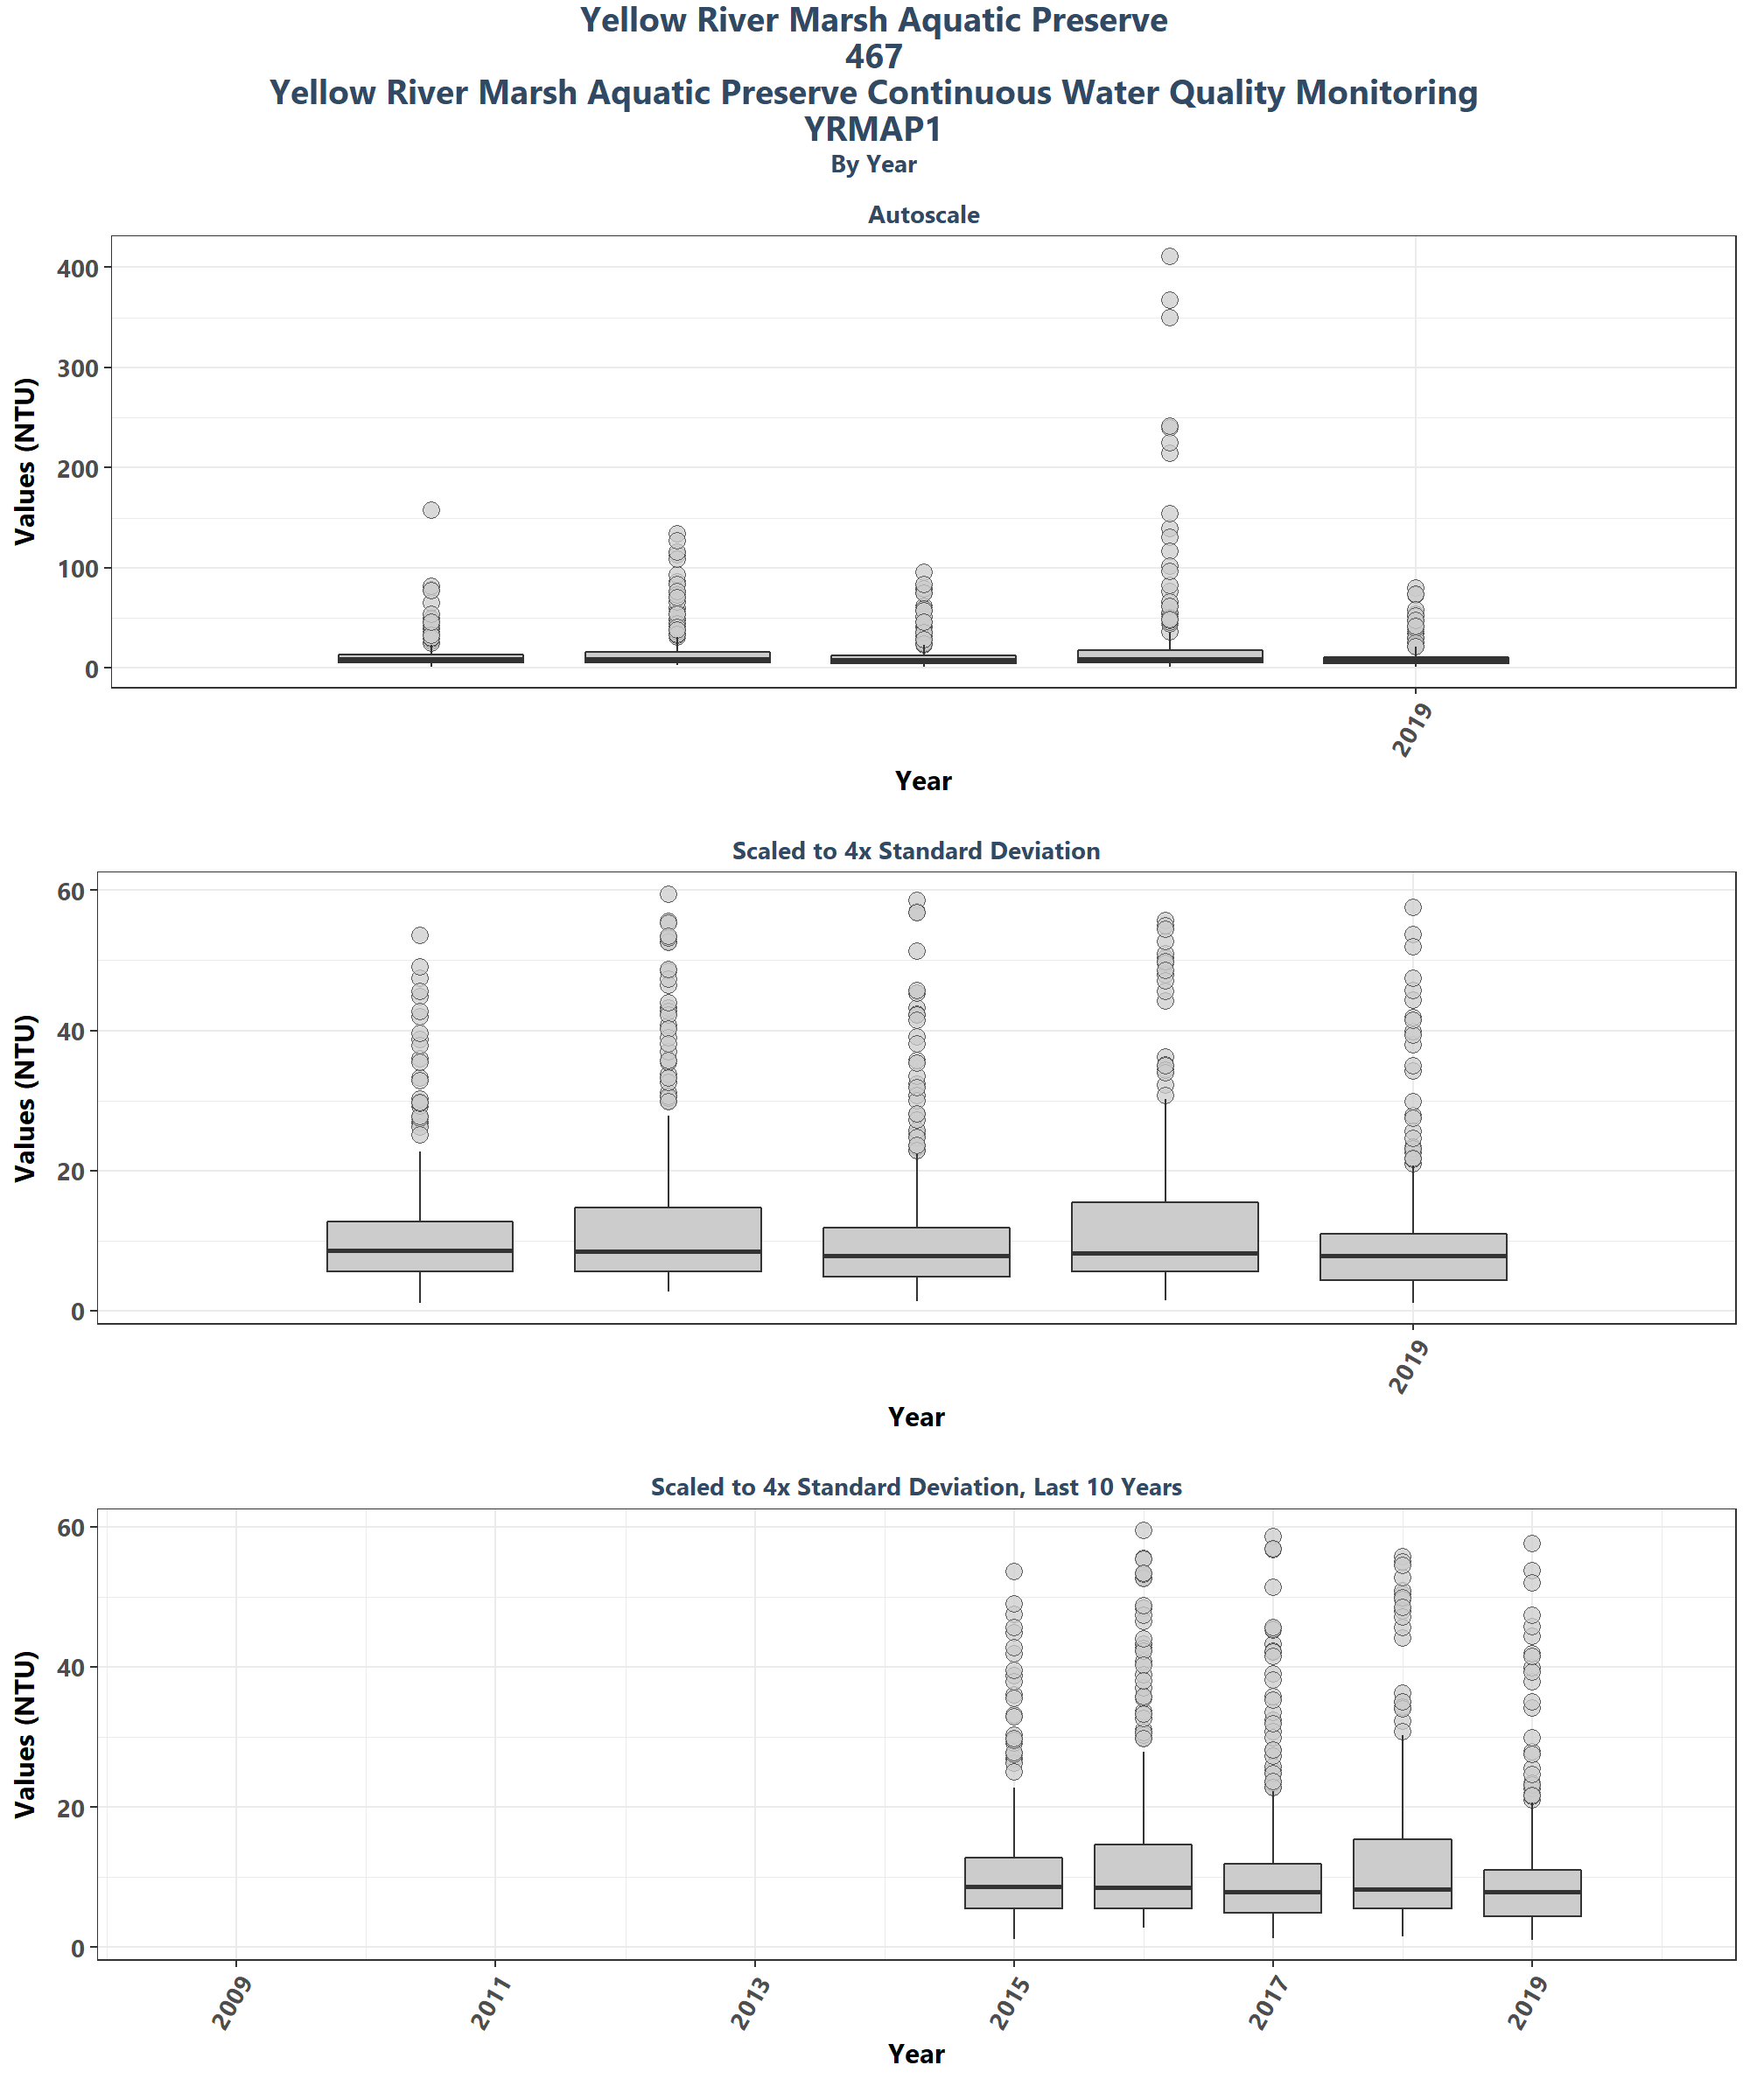 Yellow River Marsh Aquatic Preserve
467
Yellow River Marsh Aquatic Preserve Continuous Water Quality Monitoring
YRMAP1
By Year
Autoscale
Values (NTU)
400
300
200
100
0
2019
Year
Scaled to 4x Standard Deviation
Values (NTU)
60
40
20
0
2019
Year
Scaled to 4x Standard Deviation, Last 10 Years
Values (NTU)
60
40
20
0
2009
2011
2013
2015
2017
2019
Year